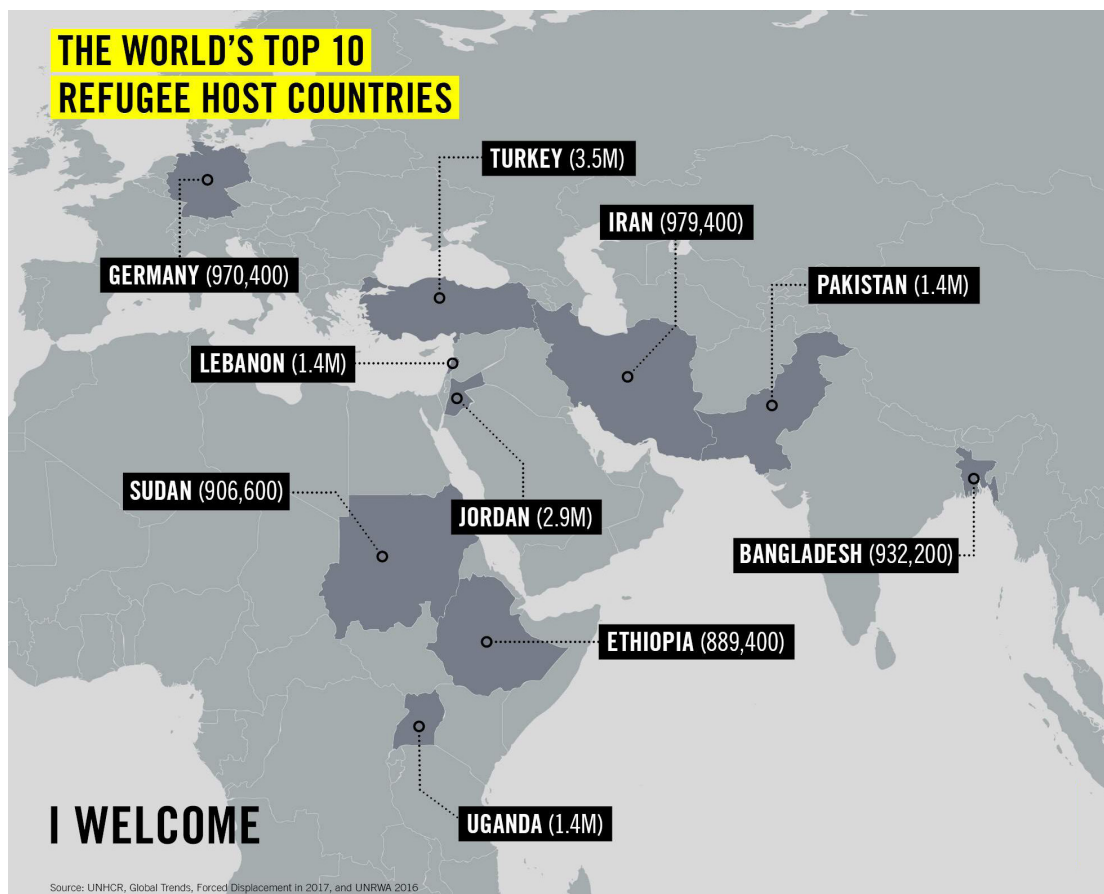 THE WORLD'S TOP 10
REFUGEE HOST COUNTRIES
TURKEY (3.5M)
IRAN (979,400)
GERMANY (970,400)
PAKISTAN (1.4M)
LEBANON (1.4M)
SUDAN (906,600)
JORDAN (2.9M)
BANGLADESH (932,200)
ETHIOPIA (889,400)
UGANDA (1.4M)
I WELCOME
Source: UNHCR, Global Trends, Forced Displacement in 2017, and UNRWA 2016